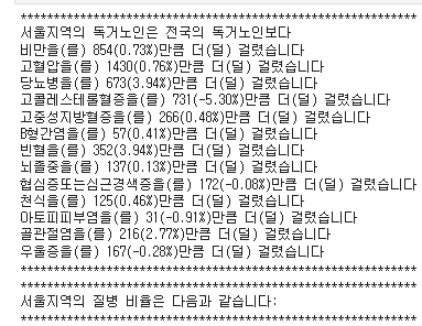 **************************************************
서울지역의 독거노인은 전국의 독거노인보다
비만을(를) 854(0.73%)만큼 더(덜) 걸렸습니다
고혈압을(를) 1430(0.76%)만큼 더(덜) 걸렸습니다
당뇨병을(를) 673(3.94%)만큼 더(덜) 걸렸습니다
고콜레스테롤혈증을(를) 731(-5.30%)만큼 더(덜) 걸렸습니다
고중성지방혈증을(를) 266(0.48%)만큼 더(덜) 걸렸습니다
B형간염을(를) 57(0.41%)만큼 더(덜) 걸렸습니다
빈혈을(를) 352(3.94%)만큼 더(덜) 걸렸습니다
뇌졸중을(를) 137(0.13%)만큼 더(덜) 걸렸습니다
협심증또는심근경색증을(를) 172(-0.08%)만큼 더(덜) 걸렸습니다
천식을(를) 125(0.46%)만큼 더(덜) 걸렸습니다
아토피피부염을(를) 31(-0.91%)만큼 더(덜) 걸렸습니다
골관절염을(를) 216(2.77%)만큼 더(덜) 걸렸습니다
우울증을(를) 167(-0.28%)만큼 더(덜) 걸렸습니다
**************************************************
**************************************************
서울지역의 질병 비율은 다음과 같습니다:
**************************************************